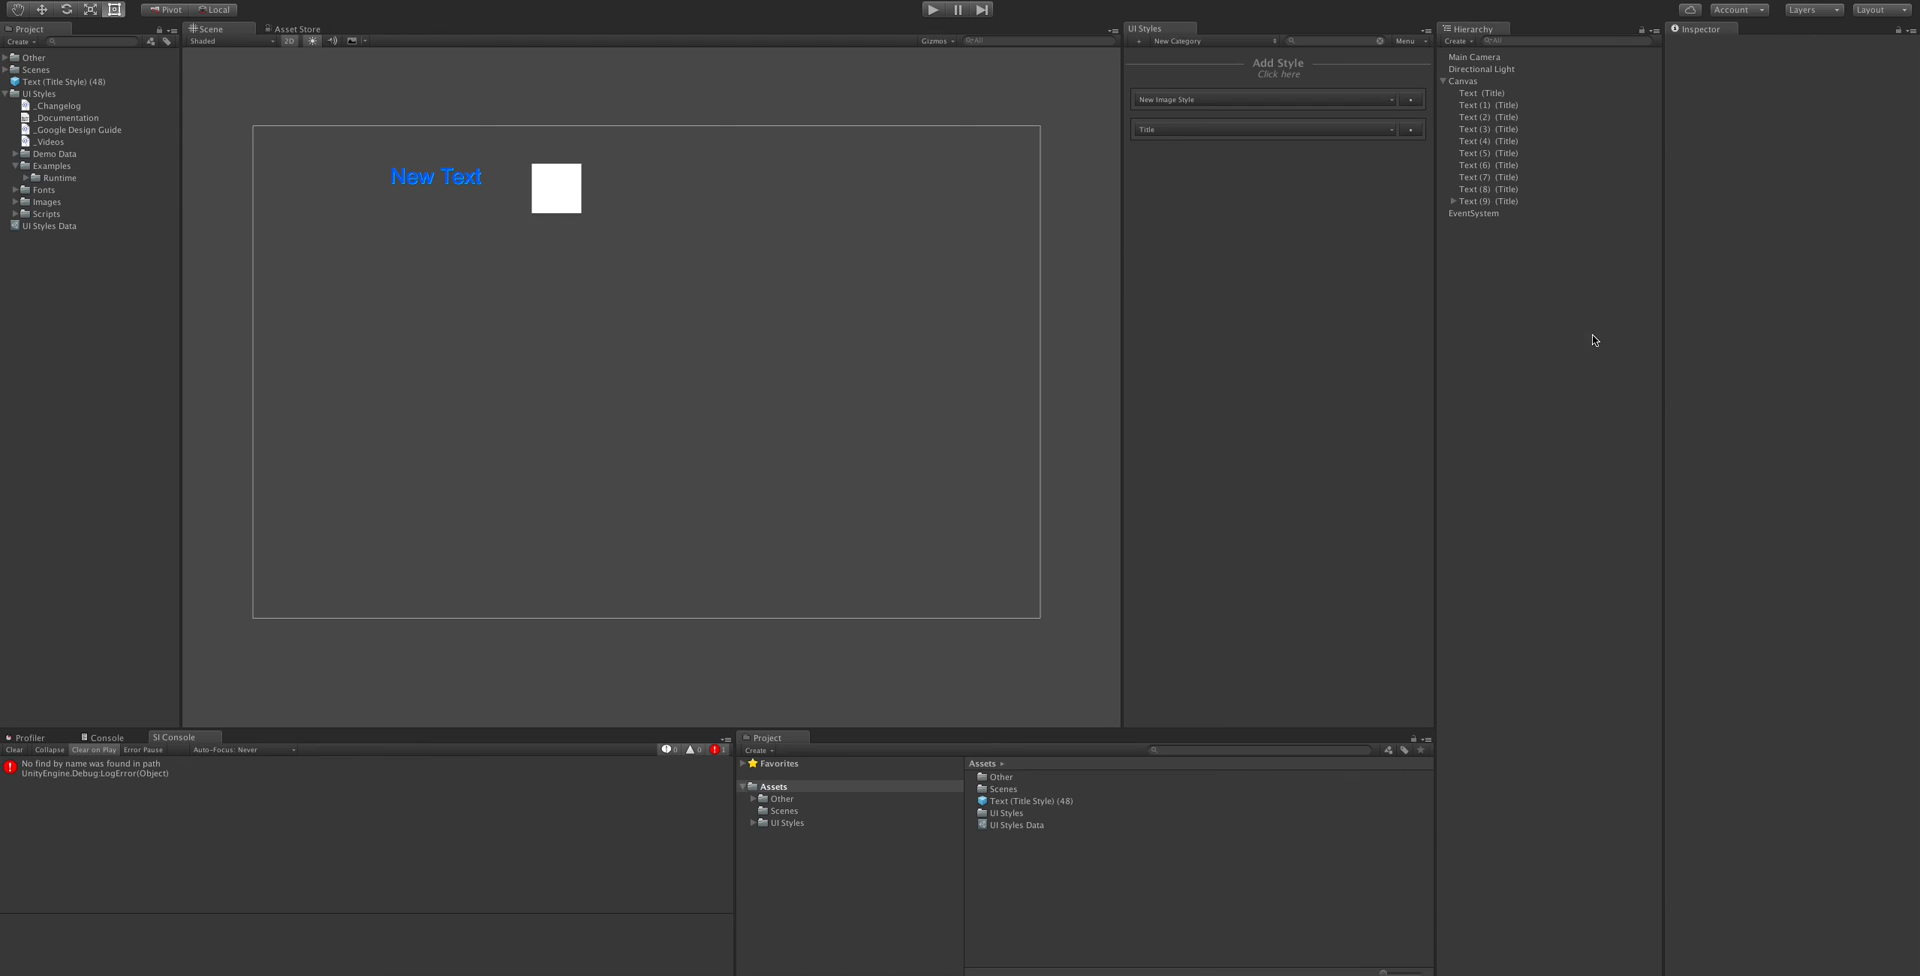 Pivot Local Account Layers Layout
Project Scene Asset Store UI Styles Hierarchy Inspector
Create Shaded 2D Gizmos All + New Category Menu Create All
Other
Scenes
Text (Title Style) (48)
UI Styles
_Changelog
_Documentation
_Google Design Guide
_Videos
Demo Data
Examples
Runtime
Fonts
Images
Scripts
UI Styles Data
New Text
Add Style
Click here
New Image Style
Title
Main Camera
Directional Light
Canvas
Text (Title)
Text (1) (Title)
Text (2) (Title)
Text (3) (Title)
Text (4) (Title)
Text (5) (Title)
Text (6) (Title)
Text (7) (Title)
Text (8) (Title)
Text (9) (Title)
EventSystem
Profiler Console SI Console
Clear Collapse Clear on Play Error Pause Auto-Focus: Never 0 0 1
No find by name was found in path
UnityEngine.Debug:LogError(Object)
Project
Create
Favorites
Assets
Other
Scenes
UI Styles
Assets
Other
Scenes
Text (Title Style) (48)
UI Styles
UI Styles Data